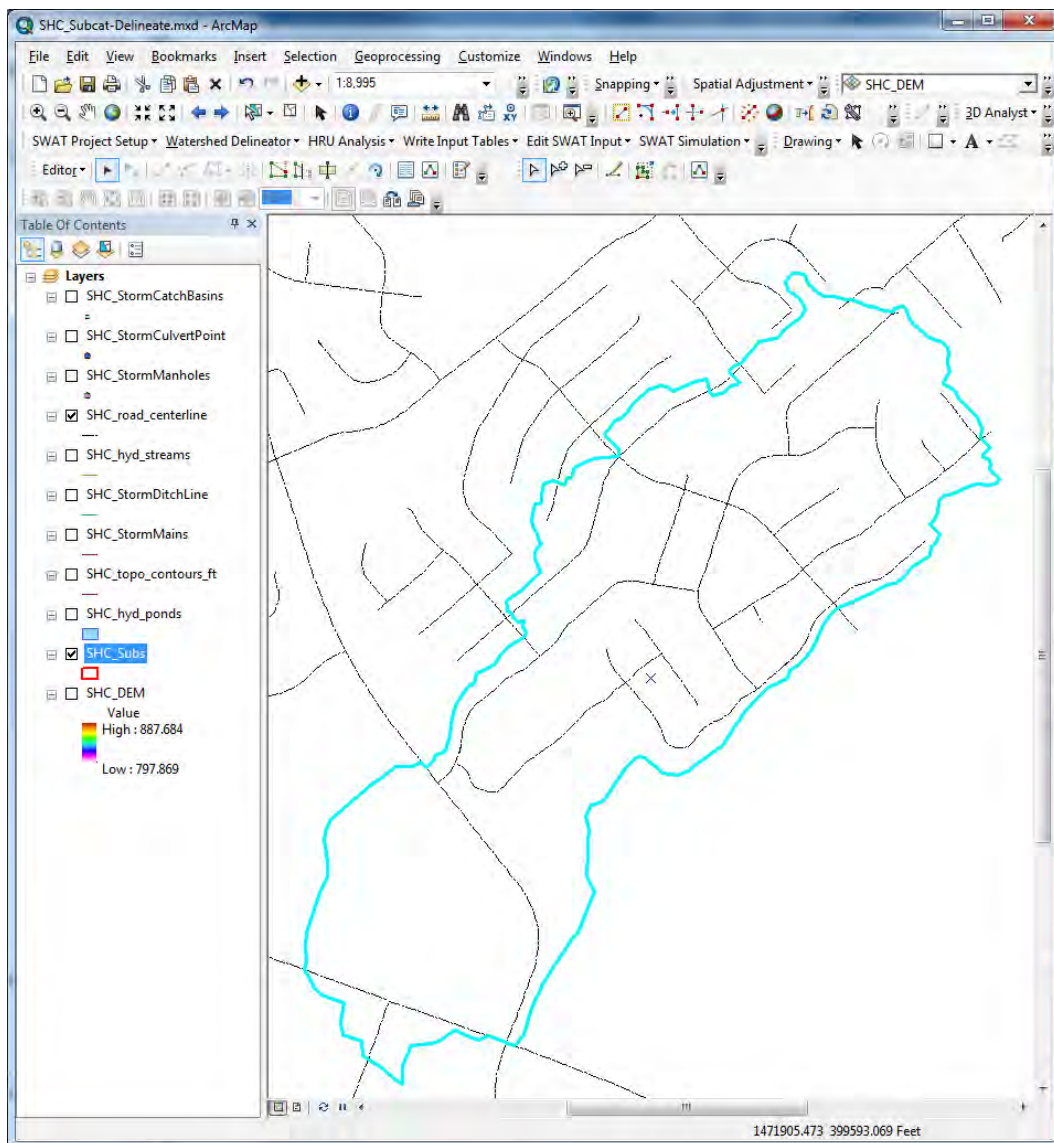 SHC_Subcat-Delineate.mxd - ArcMap
File Edit View Bookmarks Insert Selection Geoprocessing Customize Windows Help
1:8,995 Snapping Spatial Adjustment SHC_DEM
3D Analyst
SWAT Project Setup Watershed Delineator HRU Analysis Write Input Tables Edit SWAT Input SWAT Simulation Drawing A
Editor
Table Of Contents
Layers
SHC_StormCatchBasins
SHC_StormCulvertPoint
SHC_StormManholes
SHC_road_centerline
SHC_hyd_streams
SHC_StormDitchLine
SHC_StormMains
SHC_topo_contours_ft
SHC_hyd_ponds
SHC_Subs
SHC_DEM
Value
High : 887.684
Low : 797.869
1471905.473 399593.069 Feet